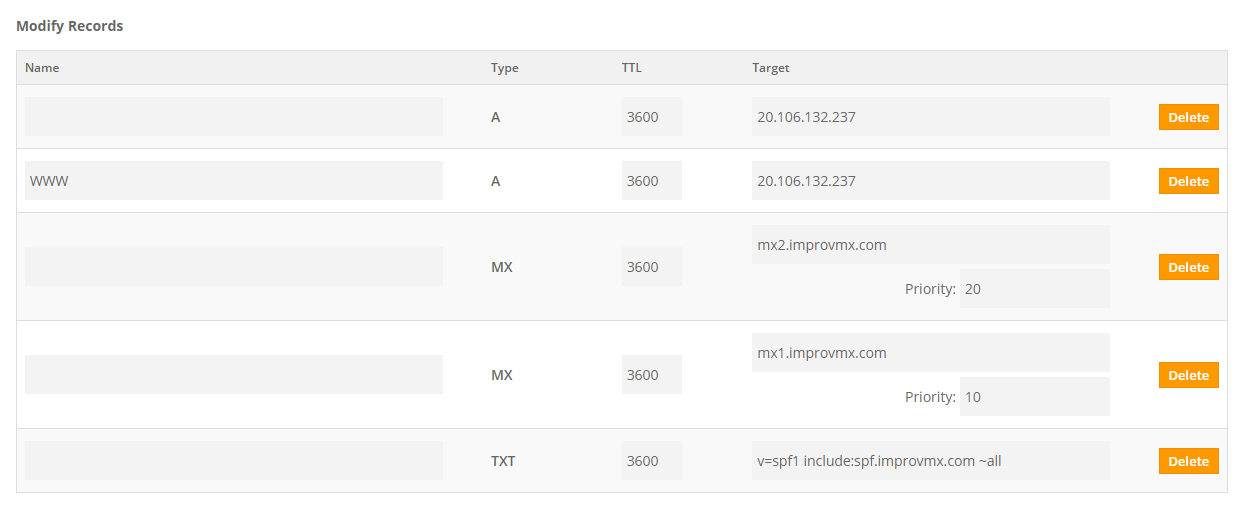 Modify Records
Name Type TTL Target
A 3600 20.106.132.237 Delete
WWW A 3600 20.106.132.237 Delete
mx2.improvmx.com
MX 3600 Delete
Priority: 20
mx1.improvmx.com
MX 3600 Delete
Priority: 10
TXT 3600 v=spf1 include:spf.improvmx.com ~all Delete